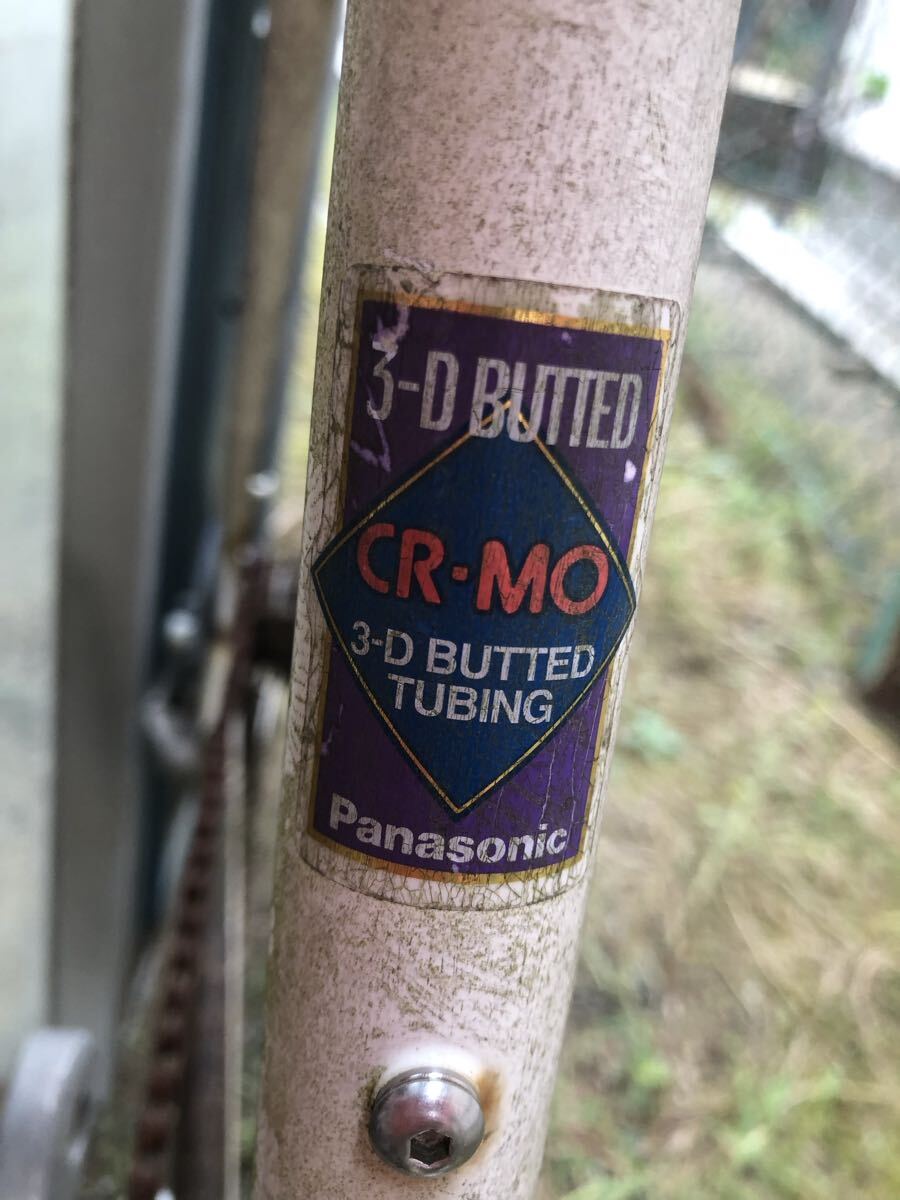 3-D BUTTED
CR-MO
3-D BUTTED
TUBING
Panasonic